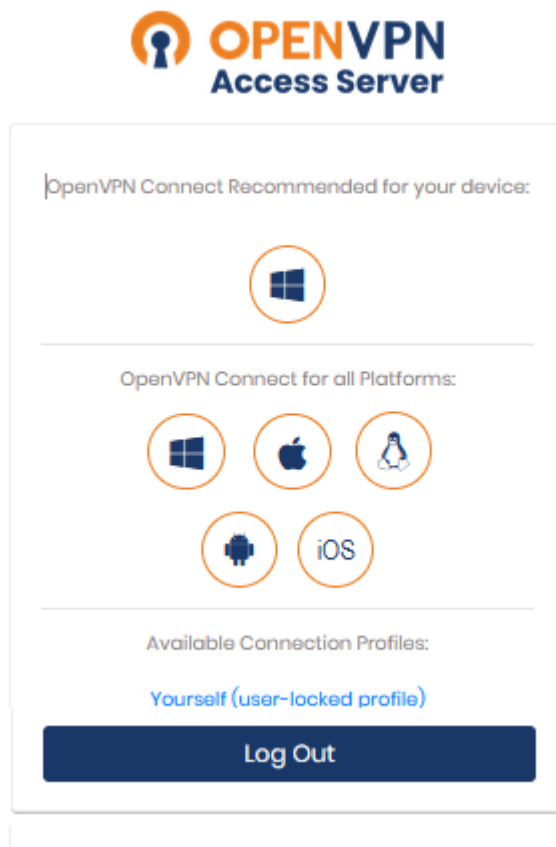 OPENVPN
Access Server
OpenVPN Connect Recommended for your device:
OpenVPN Connect for all Platforms:
iOS
Available Connection Profiles:
Yourself (user-locked profile)
Log Out